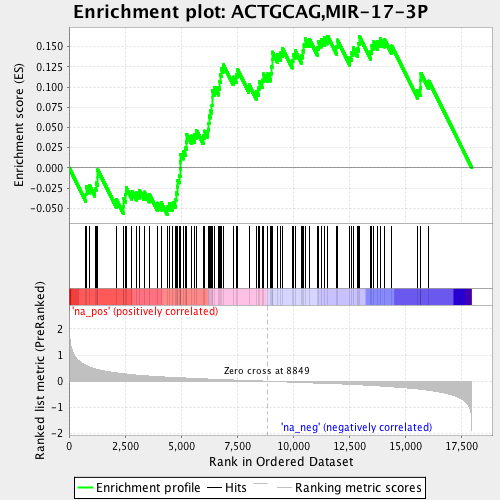 Enrichment plot: ACTGCAG,MIR-17-3P
Enrichment score (ES)
0.150
0.125
0.100
0.075
0.050
0.025
0.000
-0.025
-0.050
'na_pos' (positively correlated)
Ranked list metric (PreRanked)
2
1
0
-1
-2
Zero cross at 8849
'na_neg' (negatively correlated)
0
2,500
5,000
7,500
10,000
12,500
15,000
17,500
Rank in Ordered Dataset
Enrichment profile
Hits
Ranking metric scores